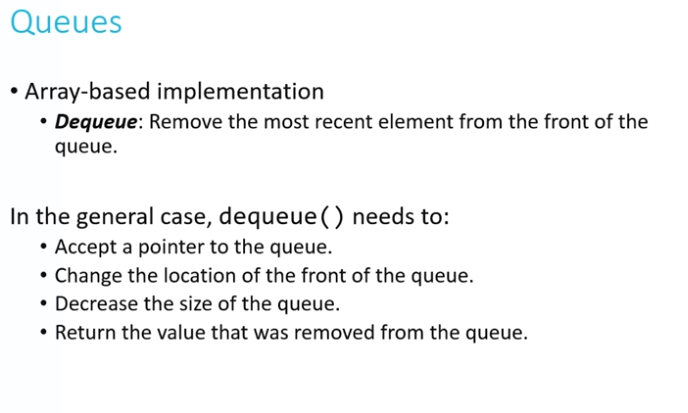 Queues
• Array-based implementation
• Dequeue: Remove the most recent element from the front of the
queue.
In the general case, dequeue() needs to:
• Accept a pointer to the queue.
• Change the location of the front of the queue.
• Decrease the size of the queue.
• Return the value that was removed from the queue.